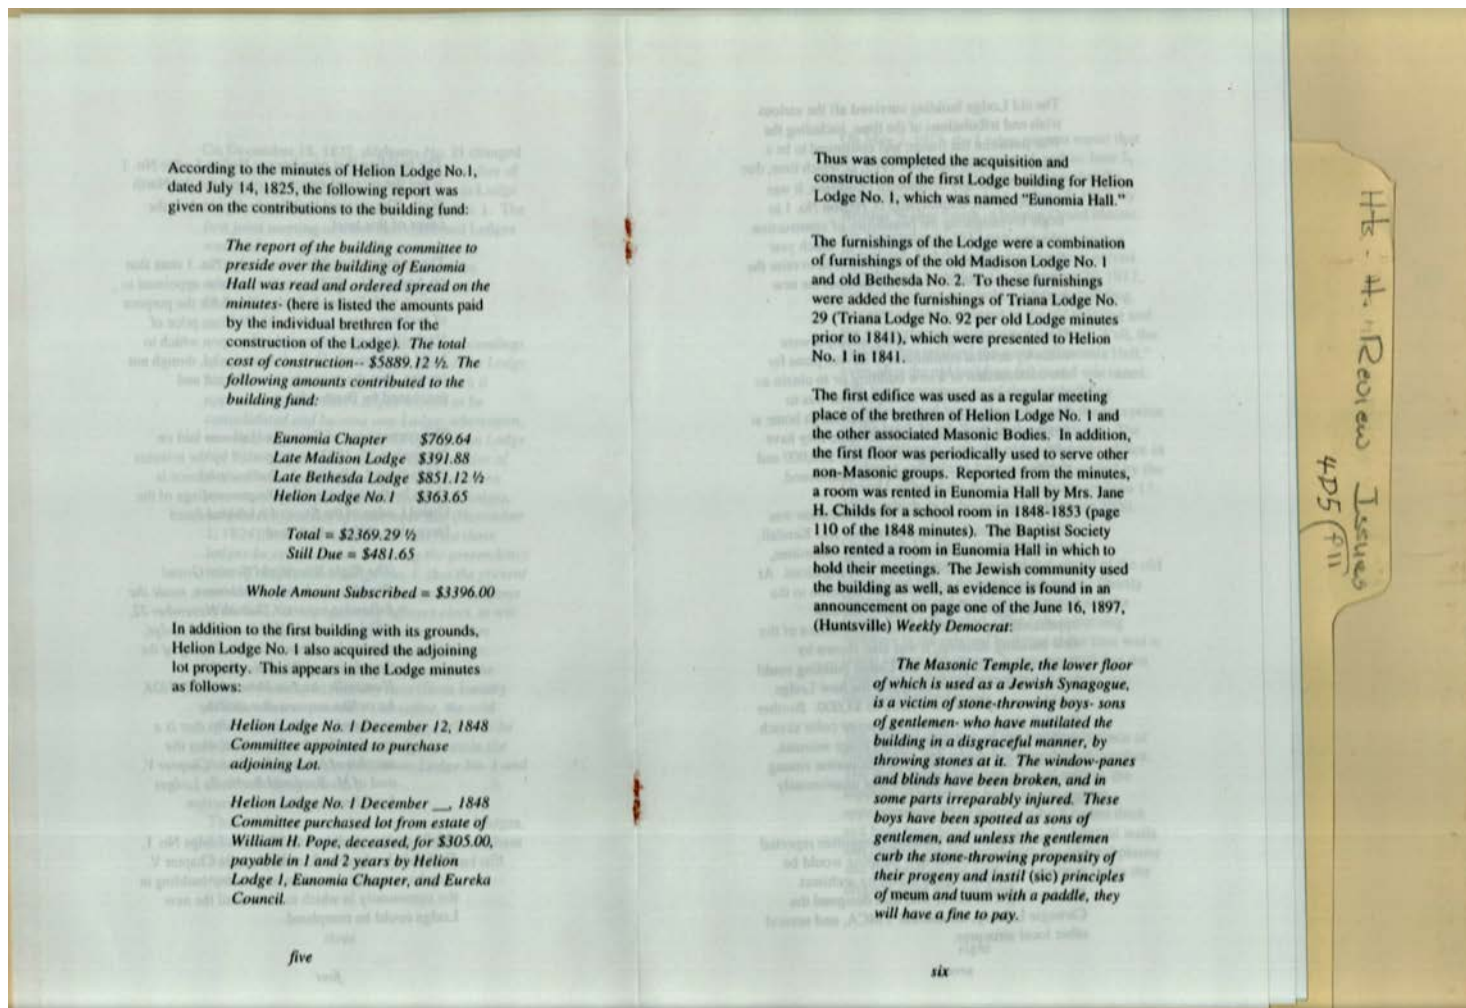 According to the minutes of Helion Lodge No.1,
dated July 14, 1825, the following report was
given on the contributions to the building fund:
The report of the building committee to
preside over the building of Eunomia
Hall was read and ordered spread on the
minutes- (here is listed the amounts paid
by the individual brethren for the
construction of the Lodge). The total
cost of construction-- $5889.12 ½. The
following amounts contributed to the
building fund:
Eunomia Chapter $769.64
Late Madison Lodge $391.88
Late Bethesda Lodge $851.12 ½
Helion Lodge No.1 $363.65
Total = $2369.29 ½
Still Due = $481.65
Whole Amount Subscribed = $3396.00
In addition to the first building with its grounds,
Helion Lodge No. 1 also acquired the adjoining
lot property. This appears in the Lodge minutes
as follows:
Helion Lodge No. 1 December 12, 1848
Committee appointed to purchase
adjoining Lot.
Helion Lodge No. 1 December __, 1848
Committee purchased lot from estate of
William H. Pope, deceased, for $305.00,
payable in 1 and 2 years by Helion
Lodge 1, Eunomia Chapter, and Eureka
Council.
five
Thus was completed the acquisition and
construction of the first Lodge building for Helion
Lodge No. 1, which was named "Eunomia Hall."
The furnishings of the Lodge were a combination
of furnishings of the old Madison Lodge No. 1
and old Bethesda No. 2. To these furnishings
were added the furnishings of Triana Lodge No.
29 (Triana Lodge No. 92 per old Lodge minutes
prior to 1841), which were presented to Helion
No. 1 in 1841.
The first edifice was used as a regular meeting
place of the brethren of Helion Lodge No. 1 and
the other associated Masonic Bodies. In addition,
the first floor was periodically used to serve other
non-Masonic groups. Reported from the minutes,
a room was rented in Eunomia Hall by Mrs. Jane
H. Childs for a school room in 1848-1853 (page
110 of the 1848 minutes). The Baptist Society
also rented a room in Eunomia Hall in which to
hold their meetings. The Jewish community used
the building as well, as evidence is found in an
announcement on page one of the June 16, 1897,
(Huntsville) Weekly Democrat:
The Masonic Temple, the lower floor
of which is used as a Jewish Synagogue,
is a victim of stone-throwing boys- sons
of gentlemen- who have mutilated the
building in a disgraceful manner, by
throwing stones at it. The window-panes
and blinds have been broken, and in
some parts irreparably injured. These
boys have been spotted as sons of
gentlemen, and unless the gentlemen
curb the stone-throwing propensity of
their progeny and instil (sic) principles
of meum and tuum with a paddle, they
will have a fine to pay.
six
Hts - H. Review Issues
4D5